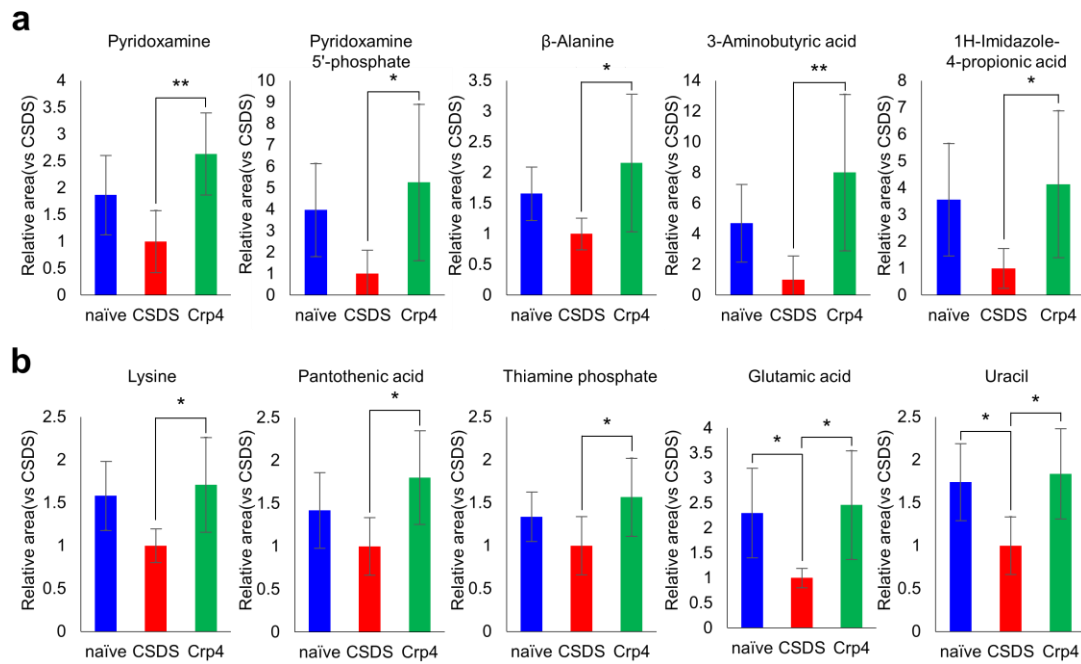 a
Pyridoxamine
Relative area(vs CSDS)
4
3.5
3
2.5
2
1.5
1
0.5
0
**
naïve CSDS Crp4
Pyridoxamine
5'-phosphate
Relative area(vs CSDS)
10
9
8
7
6
5
4
3
2
1
0
*
naïve CSDS Crp4
β-Alanine
Relative area(vs CSDS)
3.5
3
2.5
2
1.5
1
0.5
0
*
naïve CSDS Crp4
3-Aminobutyric acid
Relative area(vs CSDS)
14
12
10
8
6
4
2
0
**
naïve CSDS Crp4
1H-Imidazole-
4-propionic acid
Relative area(vs CSDS)
8
7
6
5
4
3
2
1
0
*
naïve CSDS Crp4
b
Lysine
Relative area(vs CSDS)
2.5
2
1.5
1
0.5
0
*
naïve CSDS Crp4
Pantothenic acid
Relative area(vs CSDS)
2.5
2
1.5
1
0.5
0
*
naïve CSDS Crp4
Thiamine phosphate
Relative area(vs CSDS)
2.5
2
1.5
1
0.5
0
*
naïve CSDS Crp4
Glutamic acid
Relative area(vs CSDS)
4
3.5
3
2.5
2
1.5
1
0.5
0
* *
naïve CSDS Crp4
Uracil
Relative area(vs CSDS)
2.5
2
1.5
1
0.5
0
* *
naïve CSDS Crp4